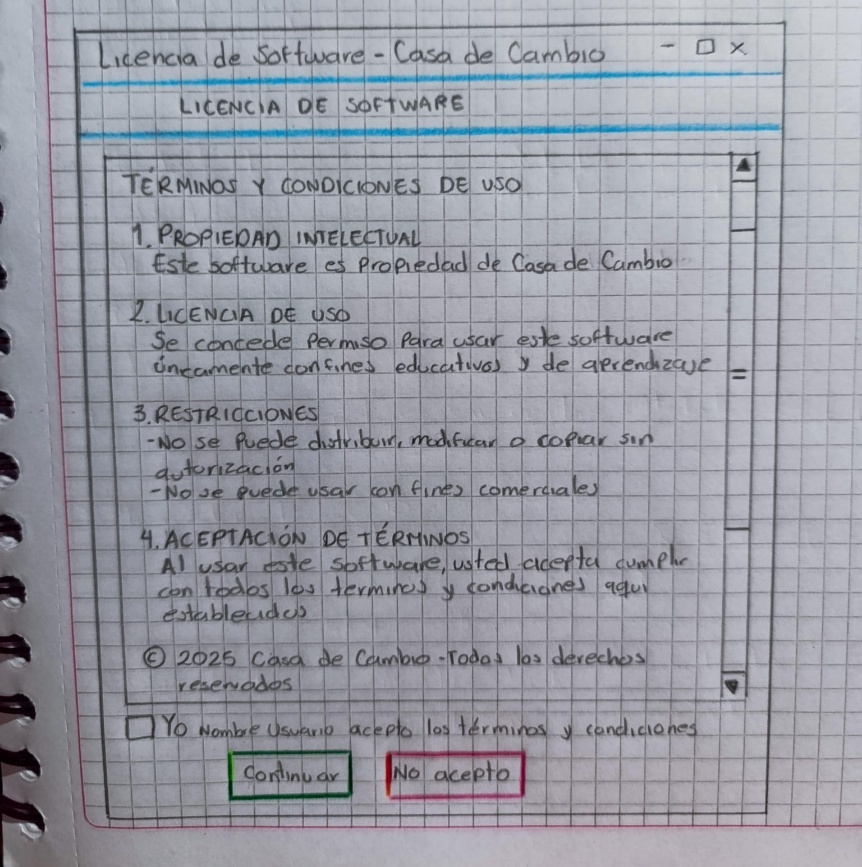 Licencia de Software - Casa de Cambio - □ x
LICENCIA DE SOFTWARE
TÉRMINOS Y CONDICIONES DE USO
1. PROPIEDAD INTELECTUAL
Este software es Propiedad de Casa de Cambio
2. LICENCIA DE USO
Se concede Permiso Para usar este software
únicamente con fines educativos y de aprendizaje
3. RESTRICCIONES
- No se Puede distribuir, modificar o copiar sin
autorización
- No se puede usar con fines comerciales
4. ACEPTACIÓN DE TÉRMINOS
Al usar este software, usted acepta cumplir
con todos los terminos y condiciones aqui
establecidos
© 2025 Casa de Cambio - Todos los derechos
reservados
Yo Nombre Usuario acepto los términos y condiciones
Continuar No acepto